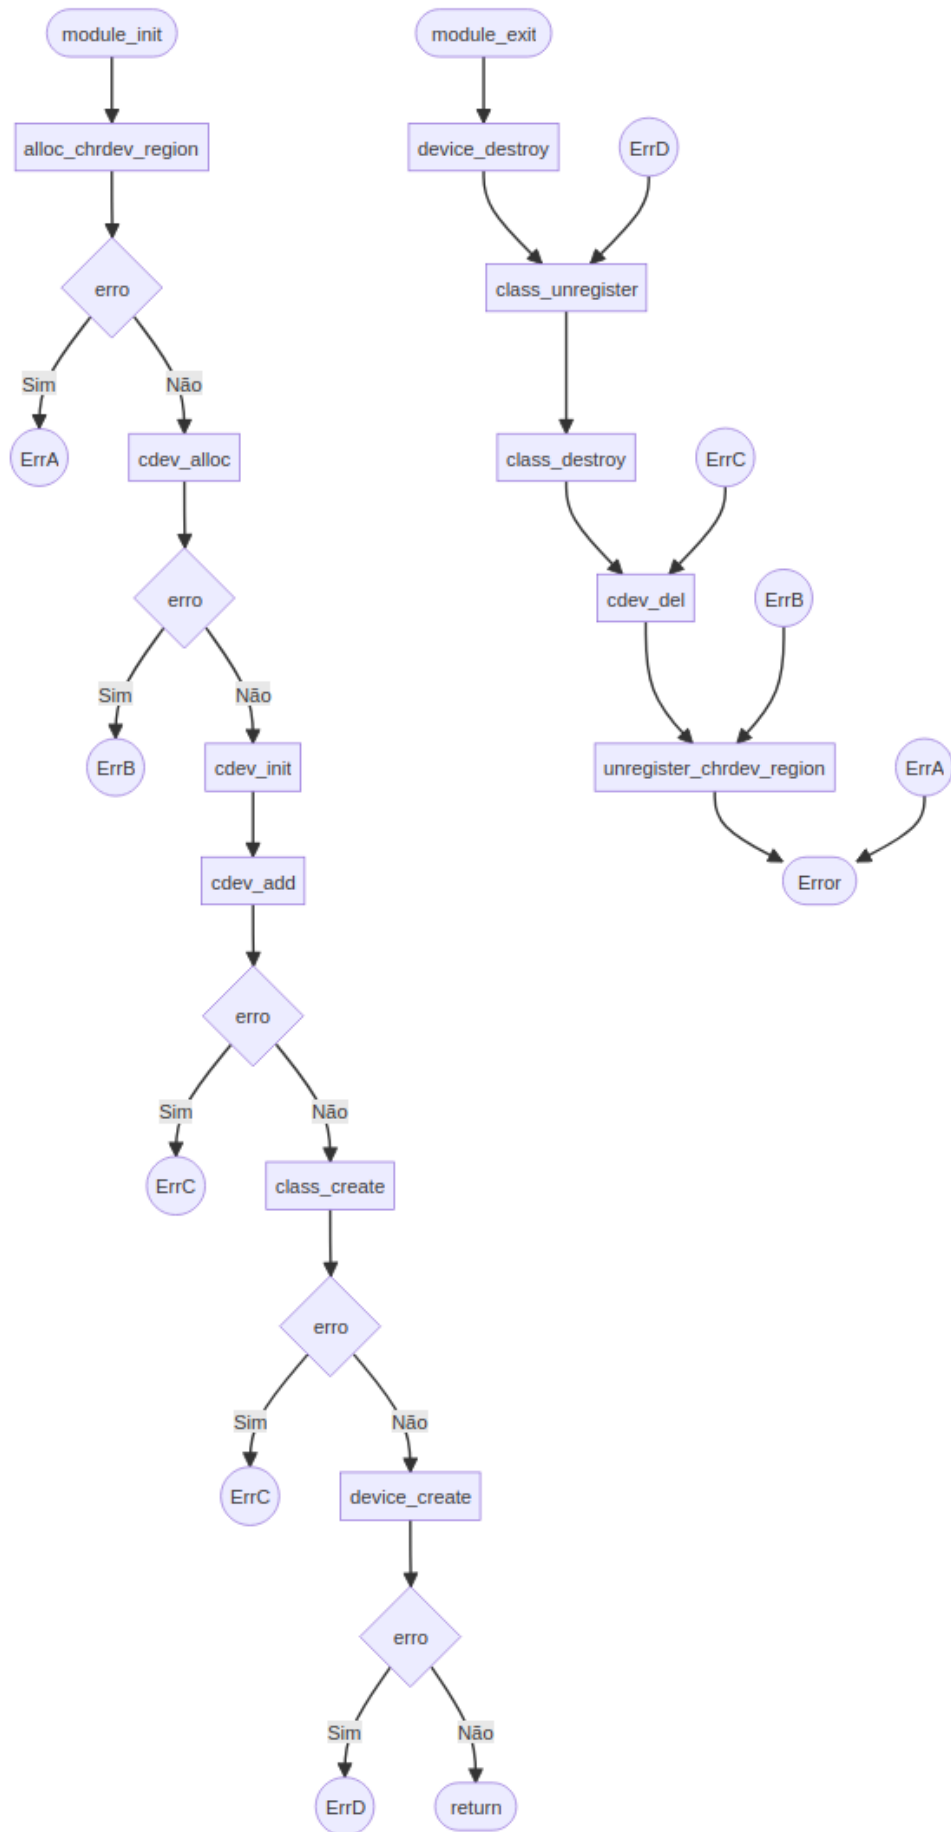 module_init
alloc_chrdev_region
erro
Sim
Não
ErrA
cdev_alloc
erro
Sim
Não
ErrB
cdev_init
cdev_add
erro
Sim
Não
ErrC
class_create
erro
Sim
Não
ErrC
device_create
erro
Sim
Não
ErrD
return
module_exit
device_destroy
ErrD
class_unregister
class_destroy
ErrC
cdev_del
ErrB
unregister_chrdev_region
ErrA
Error